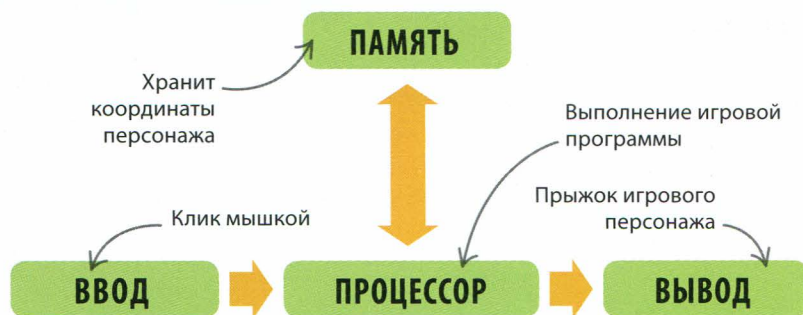 ПАМЯТЬ
Хранит
координаты
персонажа
Выполнение игровой
программы
Клик мышкой
Прыжок игрового
персонажа
ВВОД
ПРОЦЕССОР
ВЫВОД